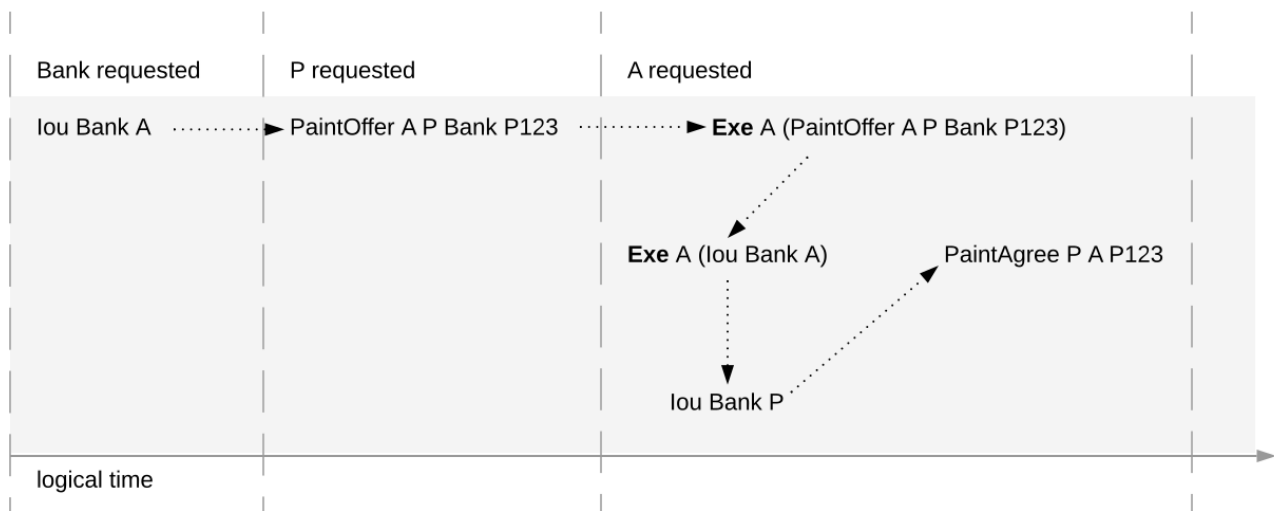 Bank requested
P requested
A requested
Iou Bank A
PaintOffer A P Bank P123
Exe A (PaintOffer A P Bank P123)
Exe A (Iou Bank A)
PaintAgree P A P123
Iou Bank P
logical time